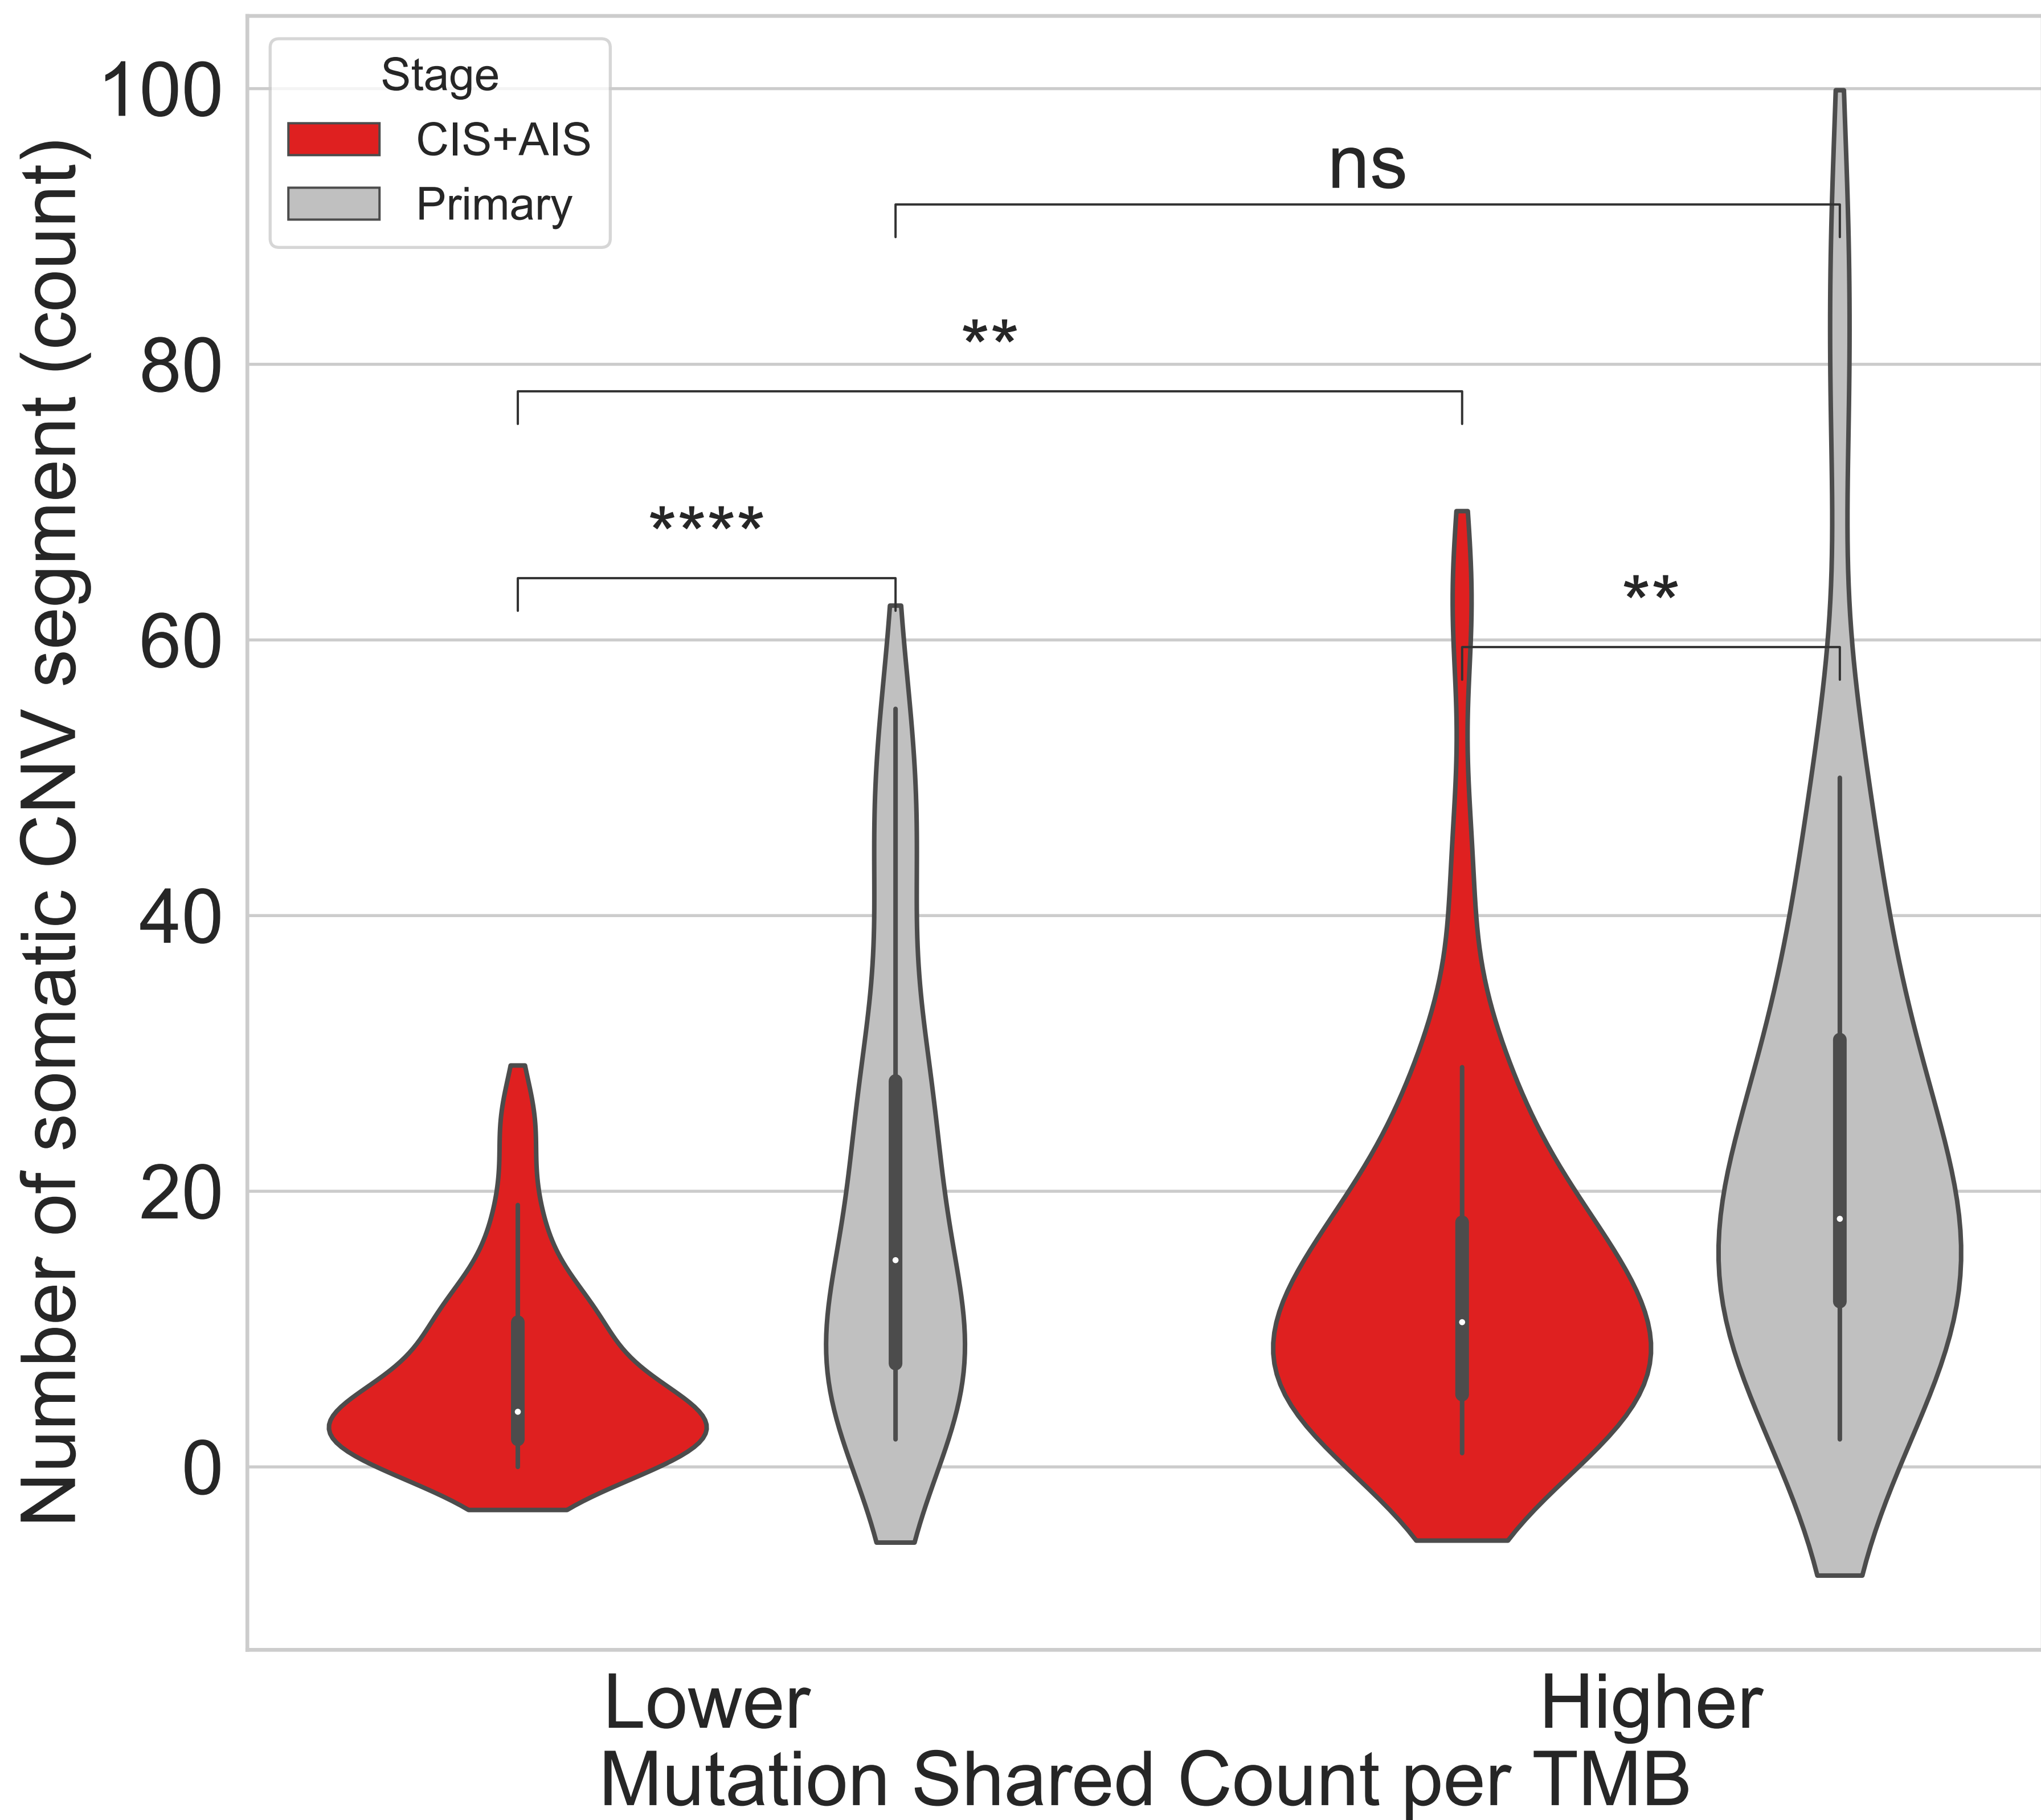 Number of somatic CNV segment (count)
100
80
60
40
20
0
Stage
CIS+AIS
Primary
ns
**
****
**
Lower
Higher
Mutation Shared Count per TMB